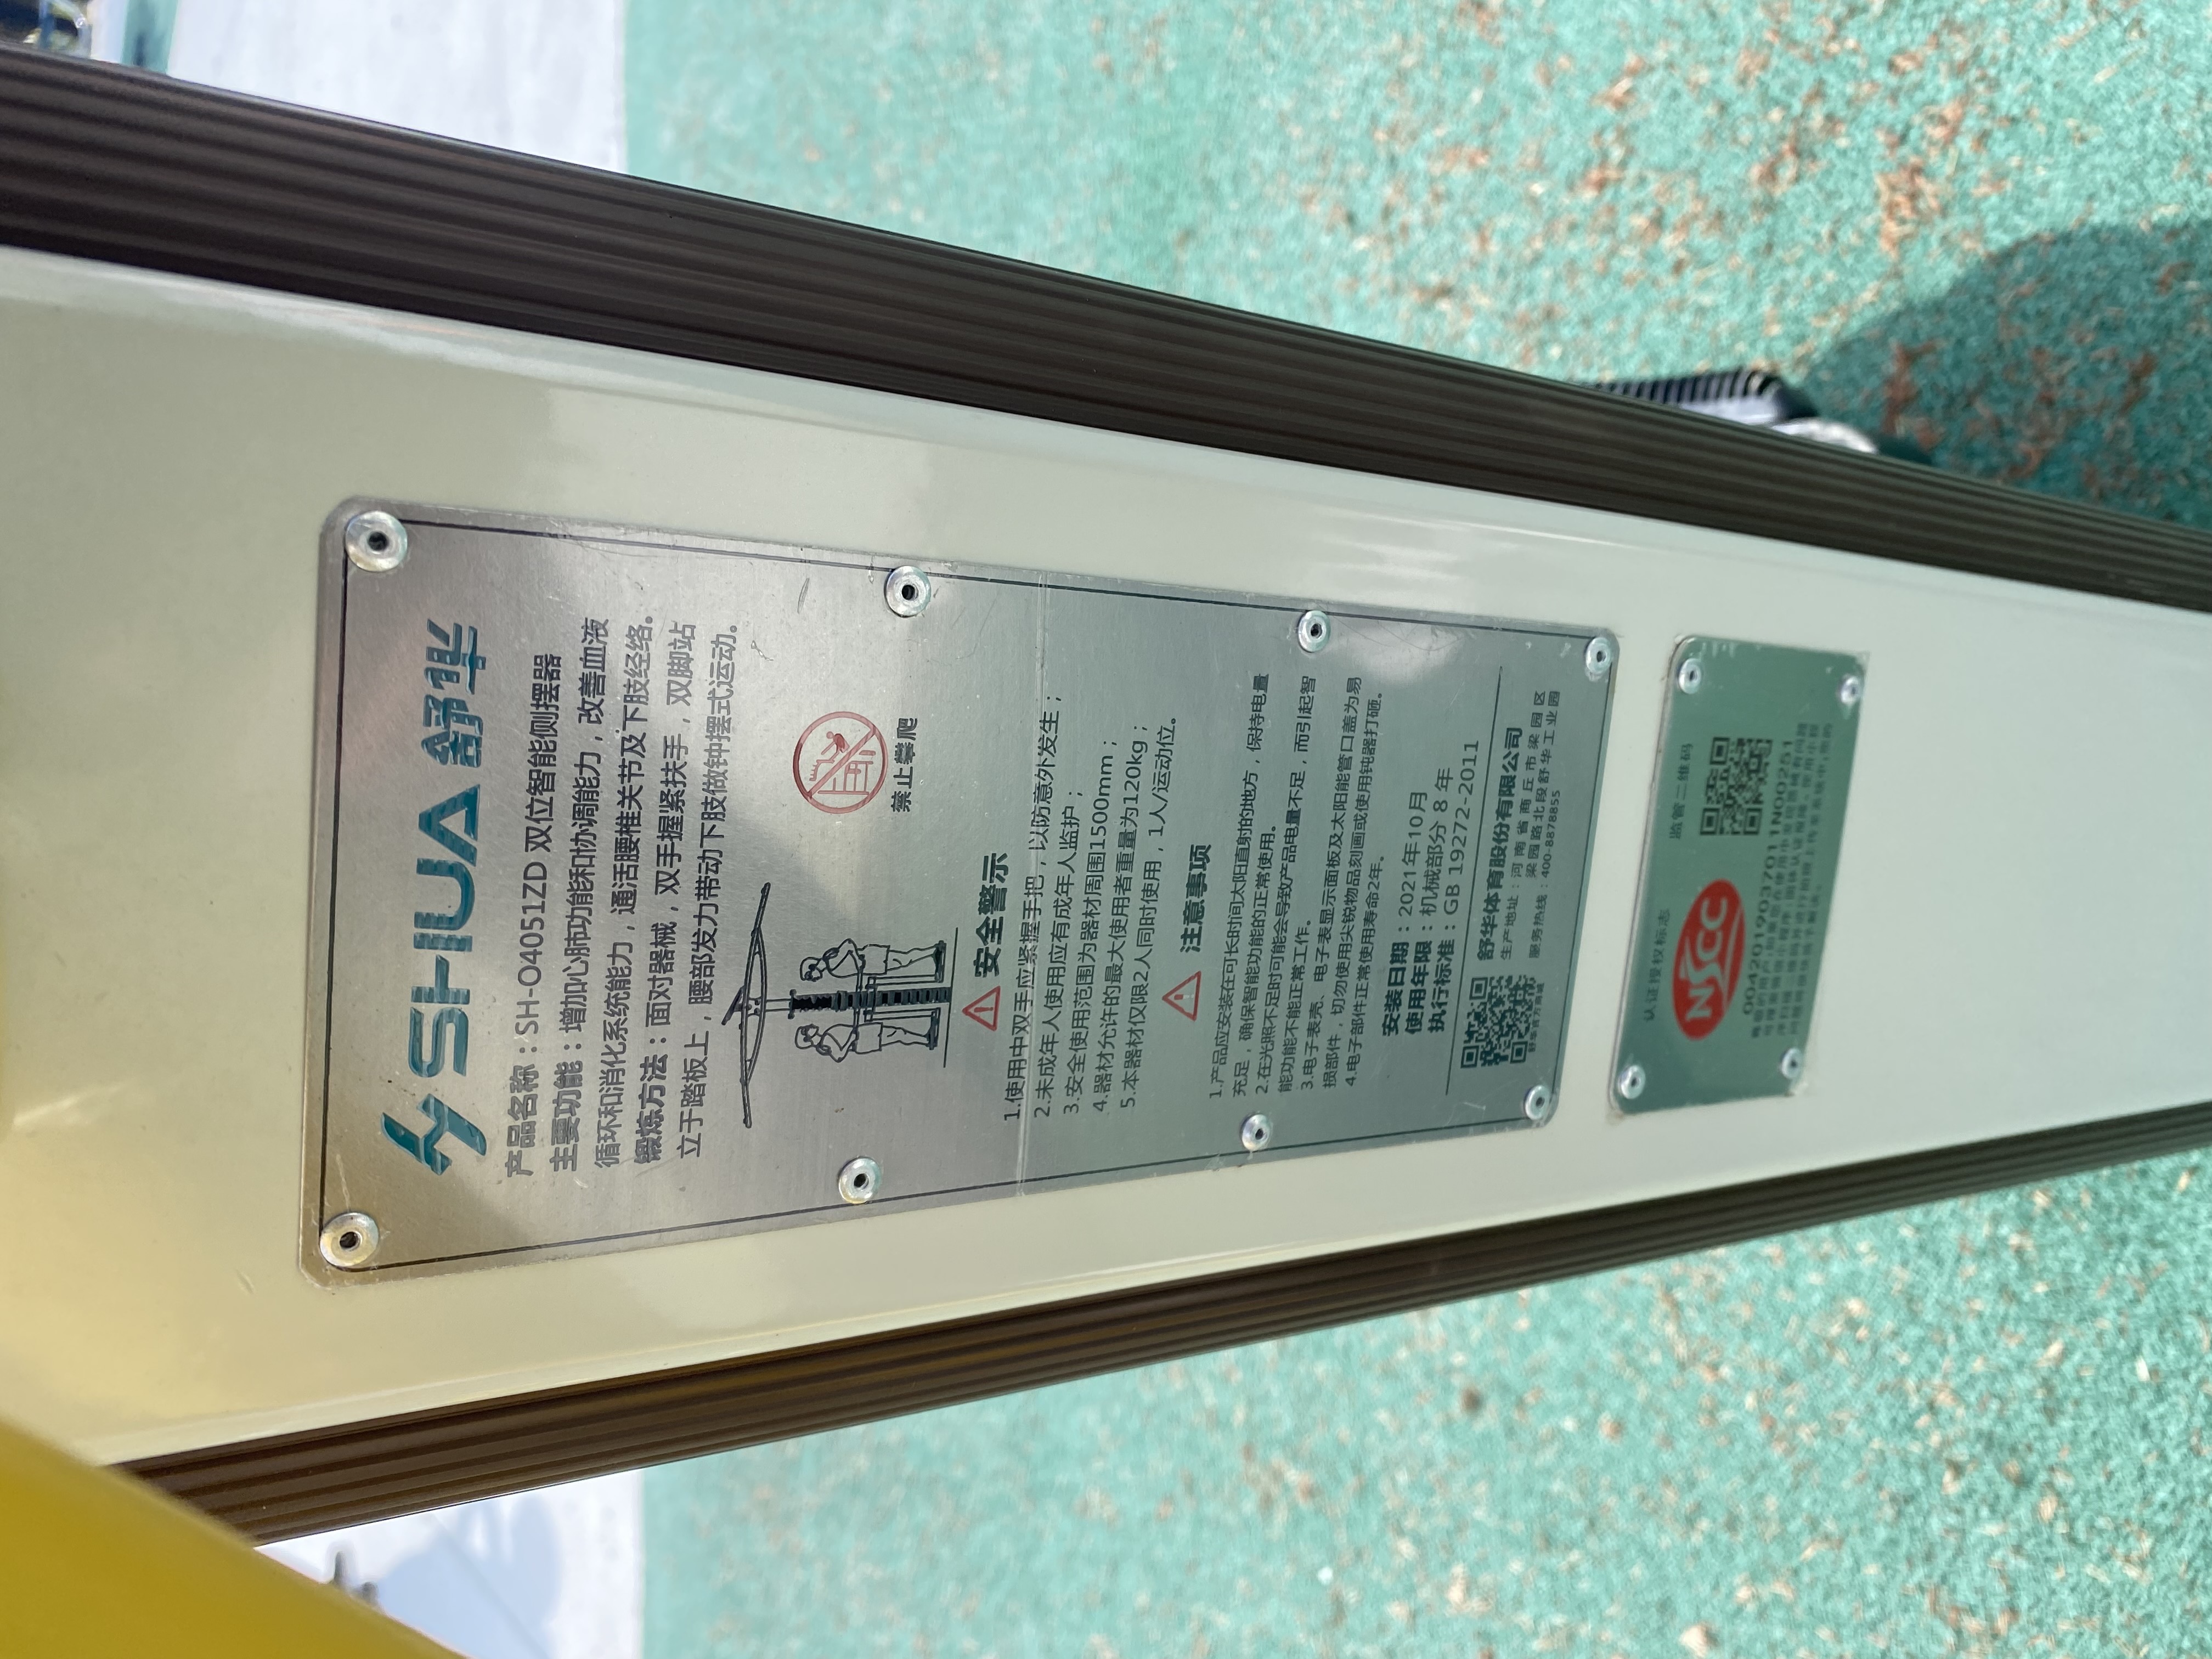 SHUA 舒华
产品名称：SH-O4051ZD 双位智能侧摆器
主要功能：增加心肺功能和协调能力，改善血液
循环和消化系统能力，通活腰椎关节及下肢经络。
锻炼方法：面对器械，双手握紧扶手，双脚站
立于踏板上，腰部发力带动下肢做钟摆式运动。
禁止攀爬
安全警示
1.使用中双手应紧握手把，以防意外发生；
2.未成年人使用应有成年人监护；
3.安全使用范围为器材周围1500mm；
4.器材允许的最大使用者重量为120kg；
5.本器材仅限2人同时使用，1人/运动位。
注意事项
1.产品应安装在可长时间太阳直射的地方，保持电量
充足，确保智能功能的正常使用。
2.在光照不足时可能会导致产品电量不足，而引起智
能功能不能正常工作。
3.电子表壳、电子表显示面板及太阳能管口盖为易
损部件，切勿使用尖锐物品刻画或使用钝器打砸。
4.电子部件正常使用寿命2年。
安装日期：2021年10月
使用年限：机械部分 8 年
执行标准：GB 19272-2011
舒华体育股份有限公司
生产地址：河南省商丘市梁园区
梁园路北段舒华工业园
服务热线：400-8878855
舒华官方商城
认证授权标志
监管二维码
NSCC
0042019037011N000251